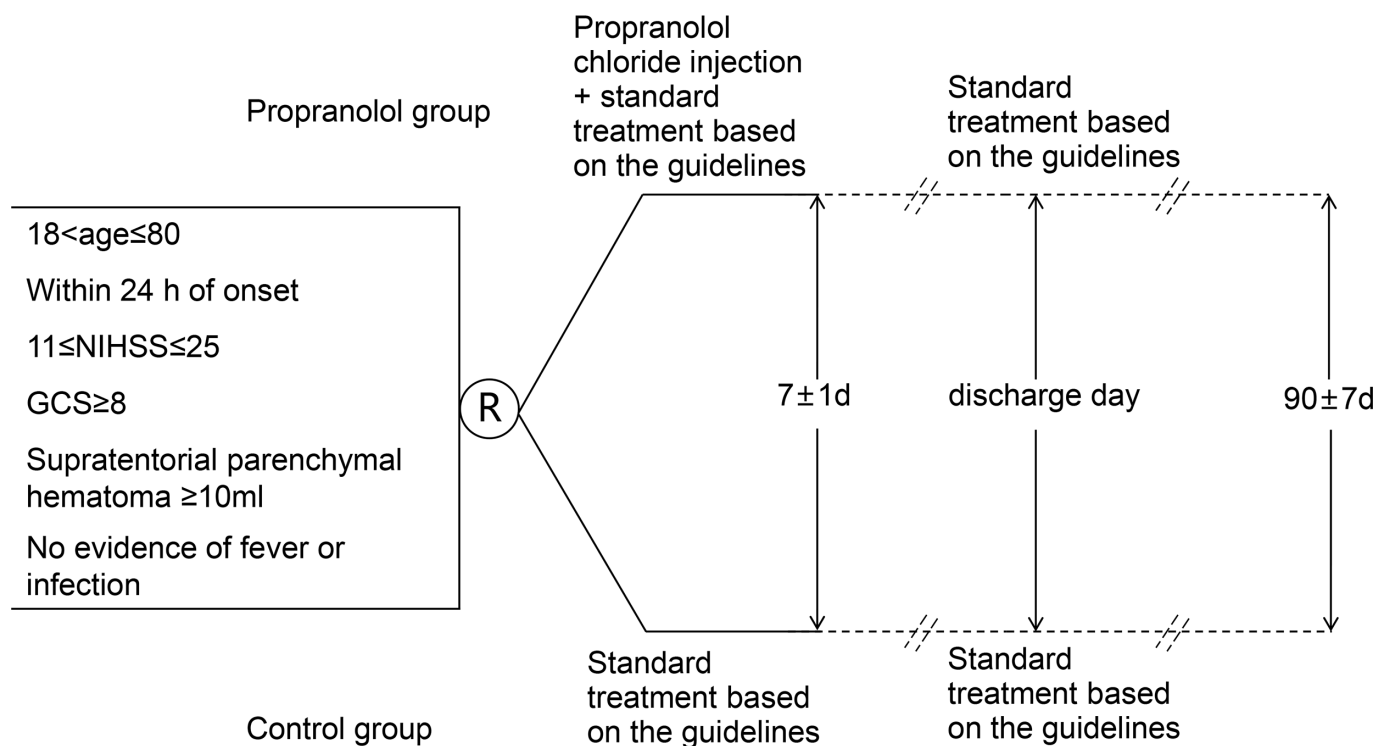 Propranolol group
Propranolol
chloride injection
+ standard
treatment based
on the guidelines
Standard
treatment based
on the guidelines
18<age≤80
Within 24 h of onset
11≤NIHSS≤25
GCS≥8
Supratentorial parenchymal
hematoma ≥10ml
No evidence of fever or
infection
R
7±1d
discharge day
90±7d
Control group
Standard
treatment based
on the guidelines
Standard
treatment based
on the guidelines